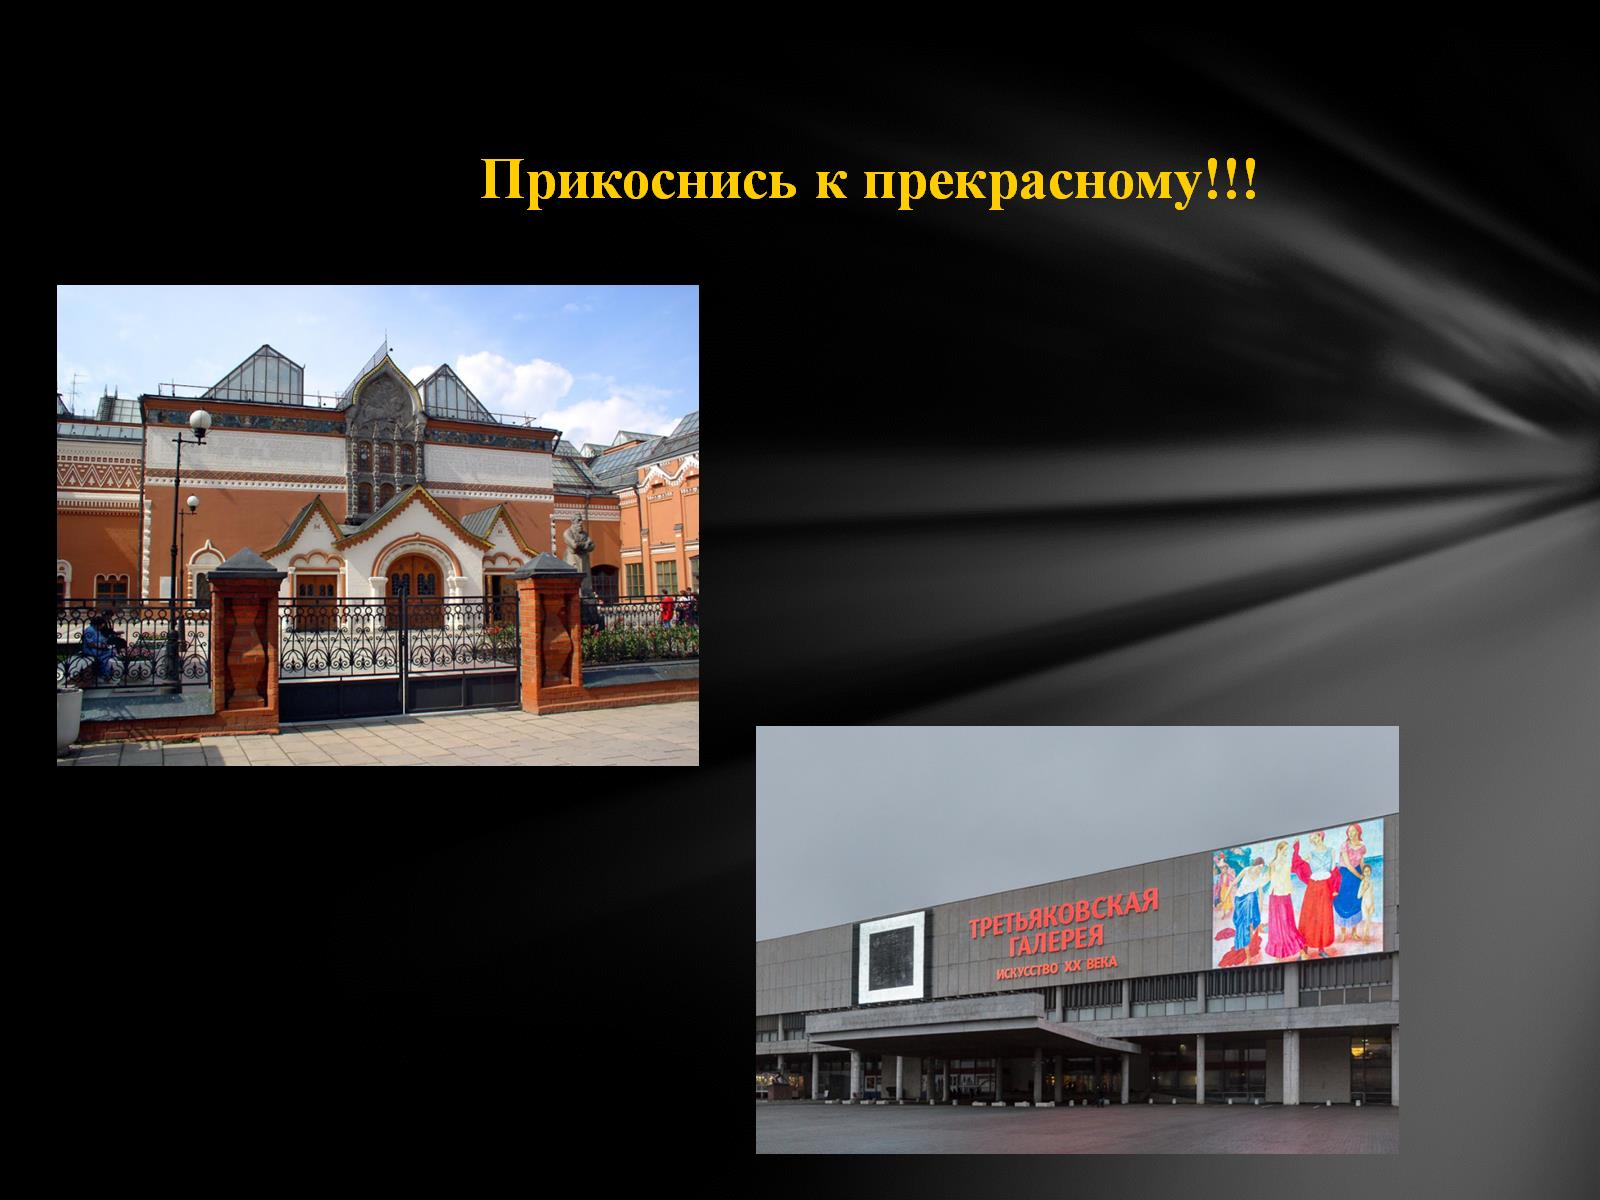 Прикоснись к прекрасному!!!
ТРЕТЬЯКОВСКАЯ
ГАЛЕРЕЯ
ИСКУССТВО XX ВЕКА